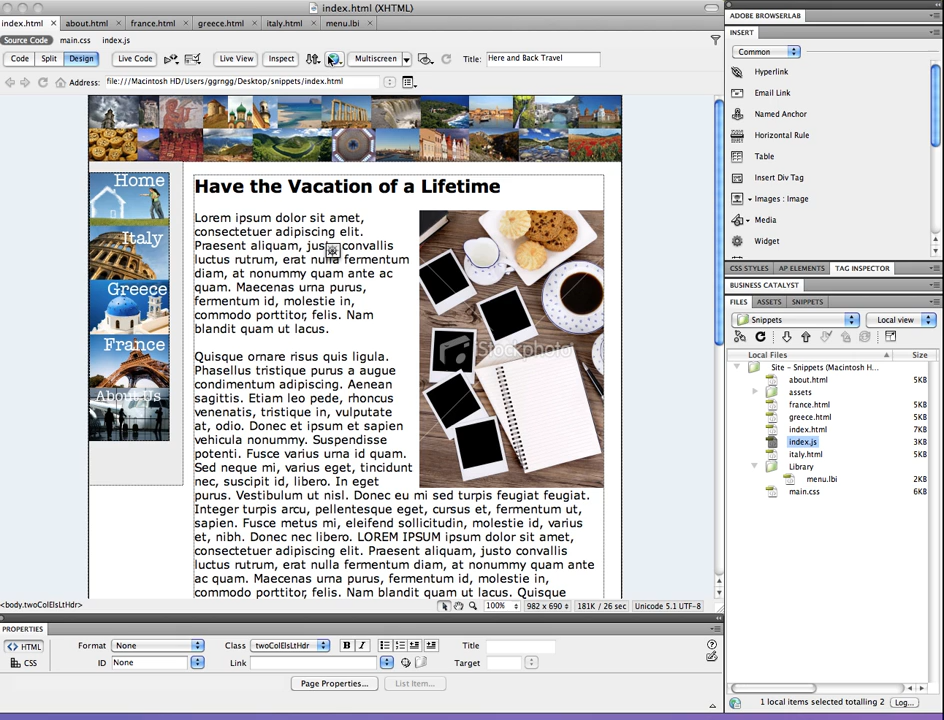 index.html (XHTML)
index.html about.html france.html greece.html italy.html menu.lbi
Source Code main.css index.js
Code Split Design Live Code Live View Inspect Multiscreen Title: Here and Back Travel
Address: file:///Macintosh HD/Users/ggrngg/Desktop/snippets/index.html
Home
Italy
Greece
France
About Us
Have the Vacation of a Lifetime
Lorem ipsum dolor sit amet,
consectetuer adipiscing elit.
Praesent aliquam, justo convallis
luctus rutrum, erat nulla fermentum
diam, at nonummy quam ante ac
quam. Maecenas urna purus,
fermentum id, molestie in,
commodo porttitor, felis. Nam
blandit quam ut lacus.
Quisque ornare risus quis ligula.
Phasellus tristique purus a augue
condimentum adipiscing. Aenean
sagittis. Etiam leo pede, rhoncus
venenatis, tristique in, vulputate
at, odio. Donec et ipsum et sapien
vehicula nonummy. Suspendisse
potenti. Fusce varius urna id quam.
Sed neque mi, varius eget, tincidunt
nec, suscipit id, libero. In eget
purus. Vestibulum ut nisl. Donec eu mi sed turpis feugiat feugiat.
Integer turpis arcu, pellentesque eget, cursus et, fermentum ut,
sapien. Fusce metus mi, eleifend sollicitudin, molestie id, varius
et, nibh. Donec nec libero. LOREM IPSUM dolor sit amet,
consectetuer adipiscing elit. Praesent aliquam, justo convallis
luctus rutrum, erat nulla fermentum diam, at nonummy quam ante
ac quam. Maecenas urna purus, fermentum id, molestie in,
commodo porttitor, felis. Nam blandit quam ut lacus. Quisque
iStockphoto
<body.twoColElsLtHdr> 100% 982 x 690 181K / 26 sec Unicode 5.1 UTF-8
PROPERTIES
HTML Format None Class twoColElsLtHdr B I Title
CSS ID None Link Target
Page Properties... List Item...
ADOBE BROWSERLAB
INSERT
Common
Hyperlink
Email Link
Named Anchor
Horizontal Rule
Table
Insert Div Tag
Images : Image
Media
Widget
CSS STYLES AP ELEMENTS TAG INSPECTOR
BUSINESS CATALYST
FILES ASSETS SNIPPETS
Snippets Local view
Local Files Size
Site - Snippets (Macintosh H...
about.html 5KB
assets
france.html 5KB
greece.html 5KB
index.html 7KB
index.js 3KB
italy.html 5KB
Library
menu.lbi 2KB
main.css 6KB
1 local items selected totalling 2 Log...